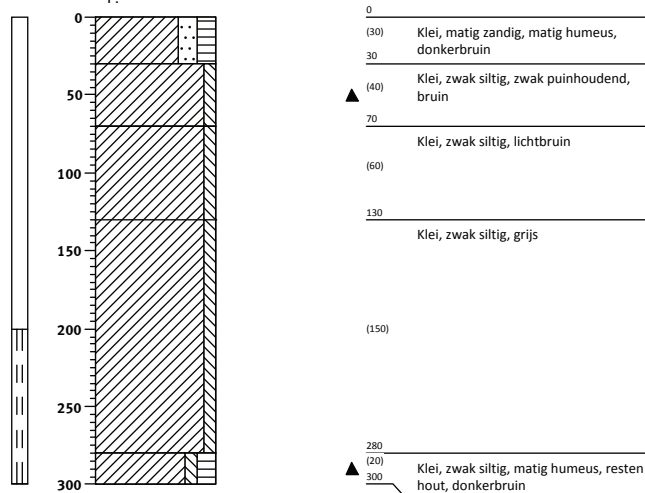 0
50
100
150
200
250
300
0
(30)
Klei, matig zandig, matig humeus,
donkerbruin
30
(40)
Klei, zwak siltig, zwak puinhoudend,
bruin
70
Klei, zwak siltig, lichtbruin
(60)
130
Klei, zwak siltig, grijs
(150)
280
(20)
Klei, zwak siltig, matig humeus, resten
300
hout, donkerbruin